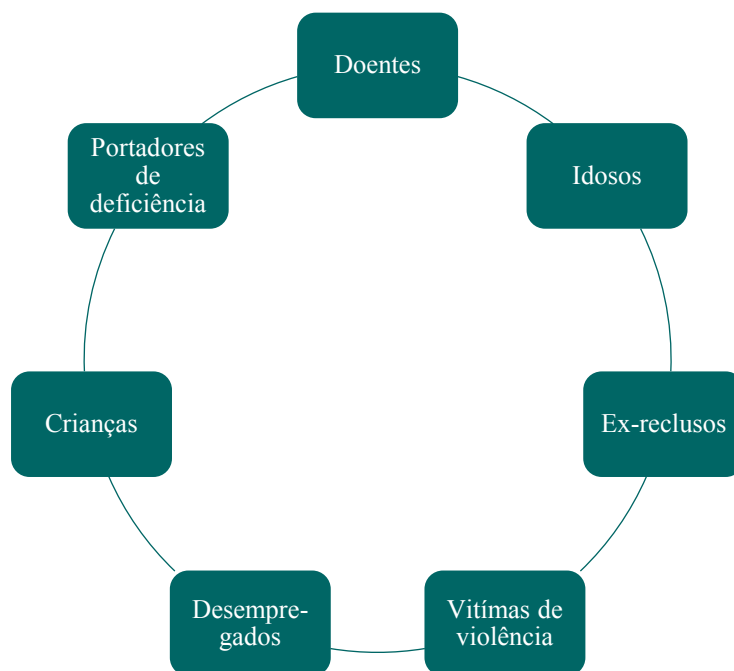 Doentes
Idosos
Ex-reclusos
Vitímas de
violência
Desempre-
gados
Crianças
Portadores
de
deficiência